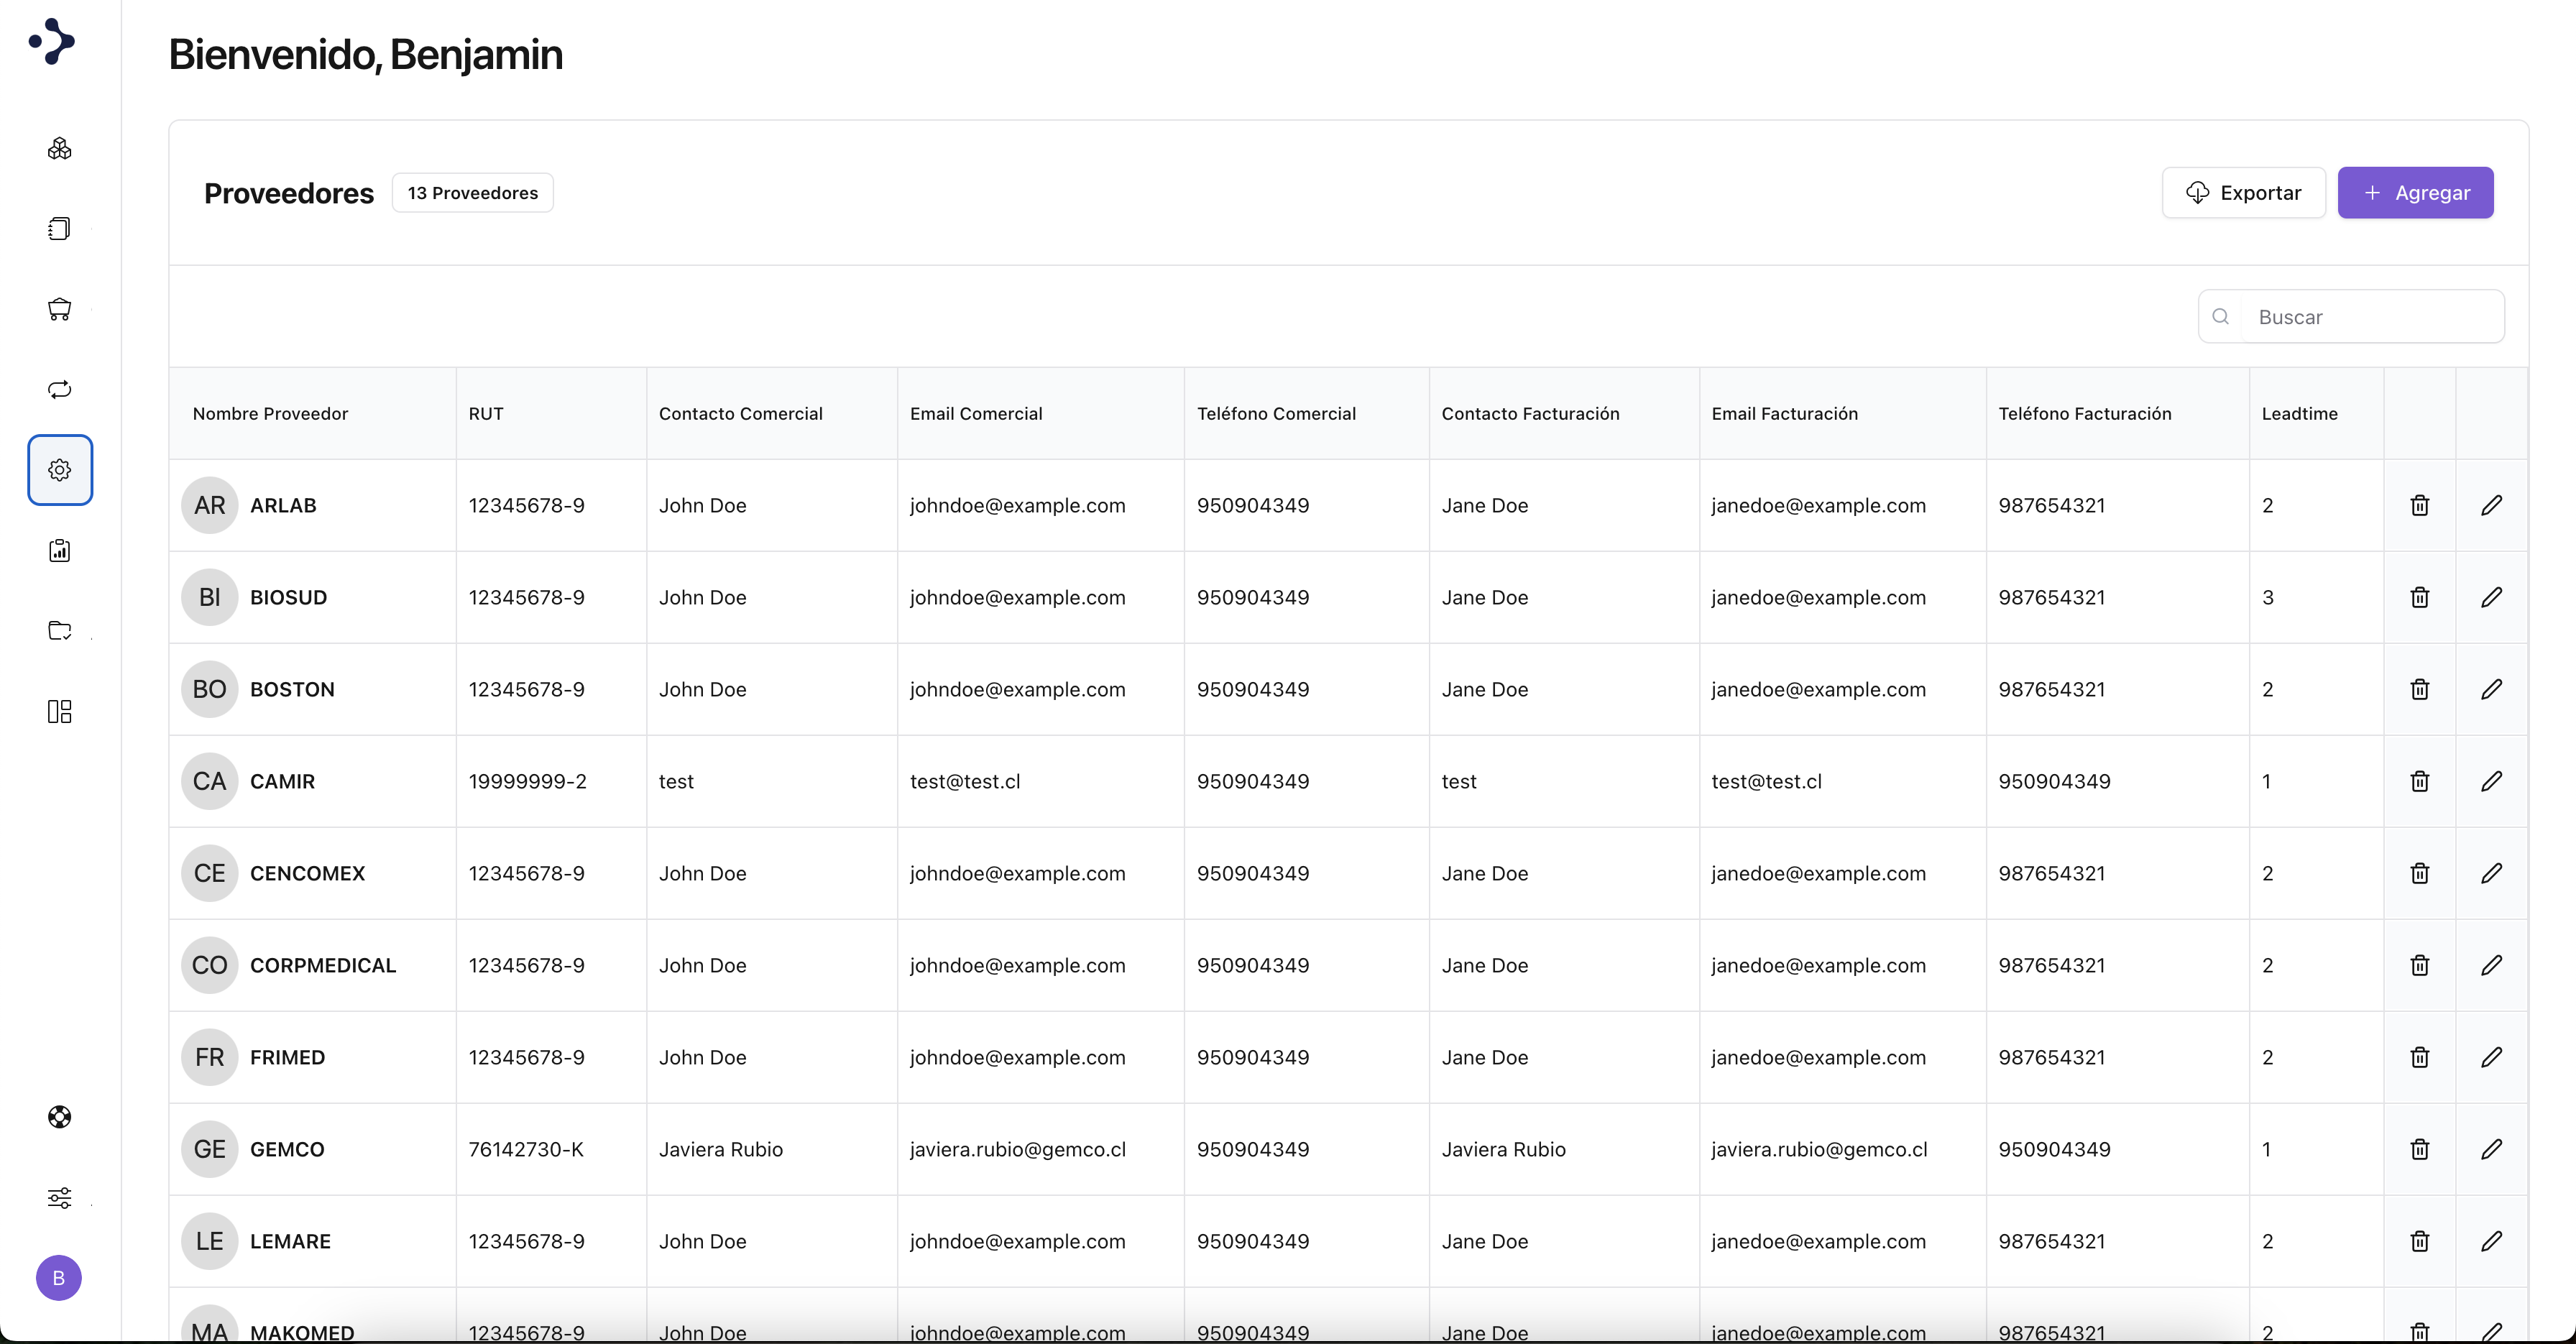 Bienvenido, Benjamin
Proveedores 13 Proveedores Exportar Agregar
Buscar
Nombre Proveedor RUT Contacto Comercial Email Comercial Teléfono Comercial Contacto Facturación Email Facturación Teléfono Facturación Leadtime
AR ARLAB 12345678-9 John Doe johndoe@example.com 950904349 Jane Doe janedoe@example.com 987654321 2
BI BIOSUD 12345678-9 John Doe johndoe@example.com 950904349 Jane Doe janedoe@example.com 987654321 3
BO BOSTON 12345678-9 John Doe johndoe@example.com 950904349 Jane Doe janedoe@example.com 987654321 2
CA CAMIR 19999999-2 test test@test.cl 950904349 test test@test.cl 950904349 1
CE CENCOMEX 12345678-9 John Doe johndoe@example.com 950904349 Jane Doe janedoe@example.com 987654321 2
CO CORPMEDICAL 12345678-9 John Doe johndoe@example.com 950904349 Jane Doe janedoe@example.com 987654321 2
FR FRIMED 12345678-9 John Doe johndoe@example.com 950904349 Jane Doe janedoe@example.com 987654321 2
GE GEMCO 76142730-K Javiera Rubio javiera.rubio@gemco.cl 950904349 Javiera Rubio javiera.rubio@gemco.cl 950904349 1
LE LEMARE 12345678-9 John Doe johndoe@example.com 950904349 Jane Doe janedoe@example.com 987654321 2
MA MAKOMED 12345678-9 John Doe johndoe@example.com 950904349 Jane Doe janedoe@example.com 987654321 2
B